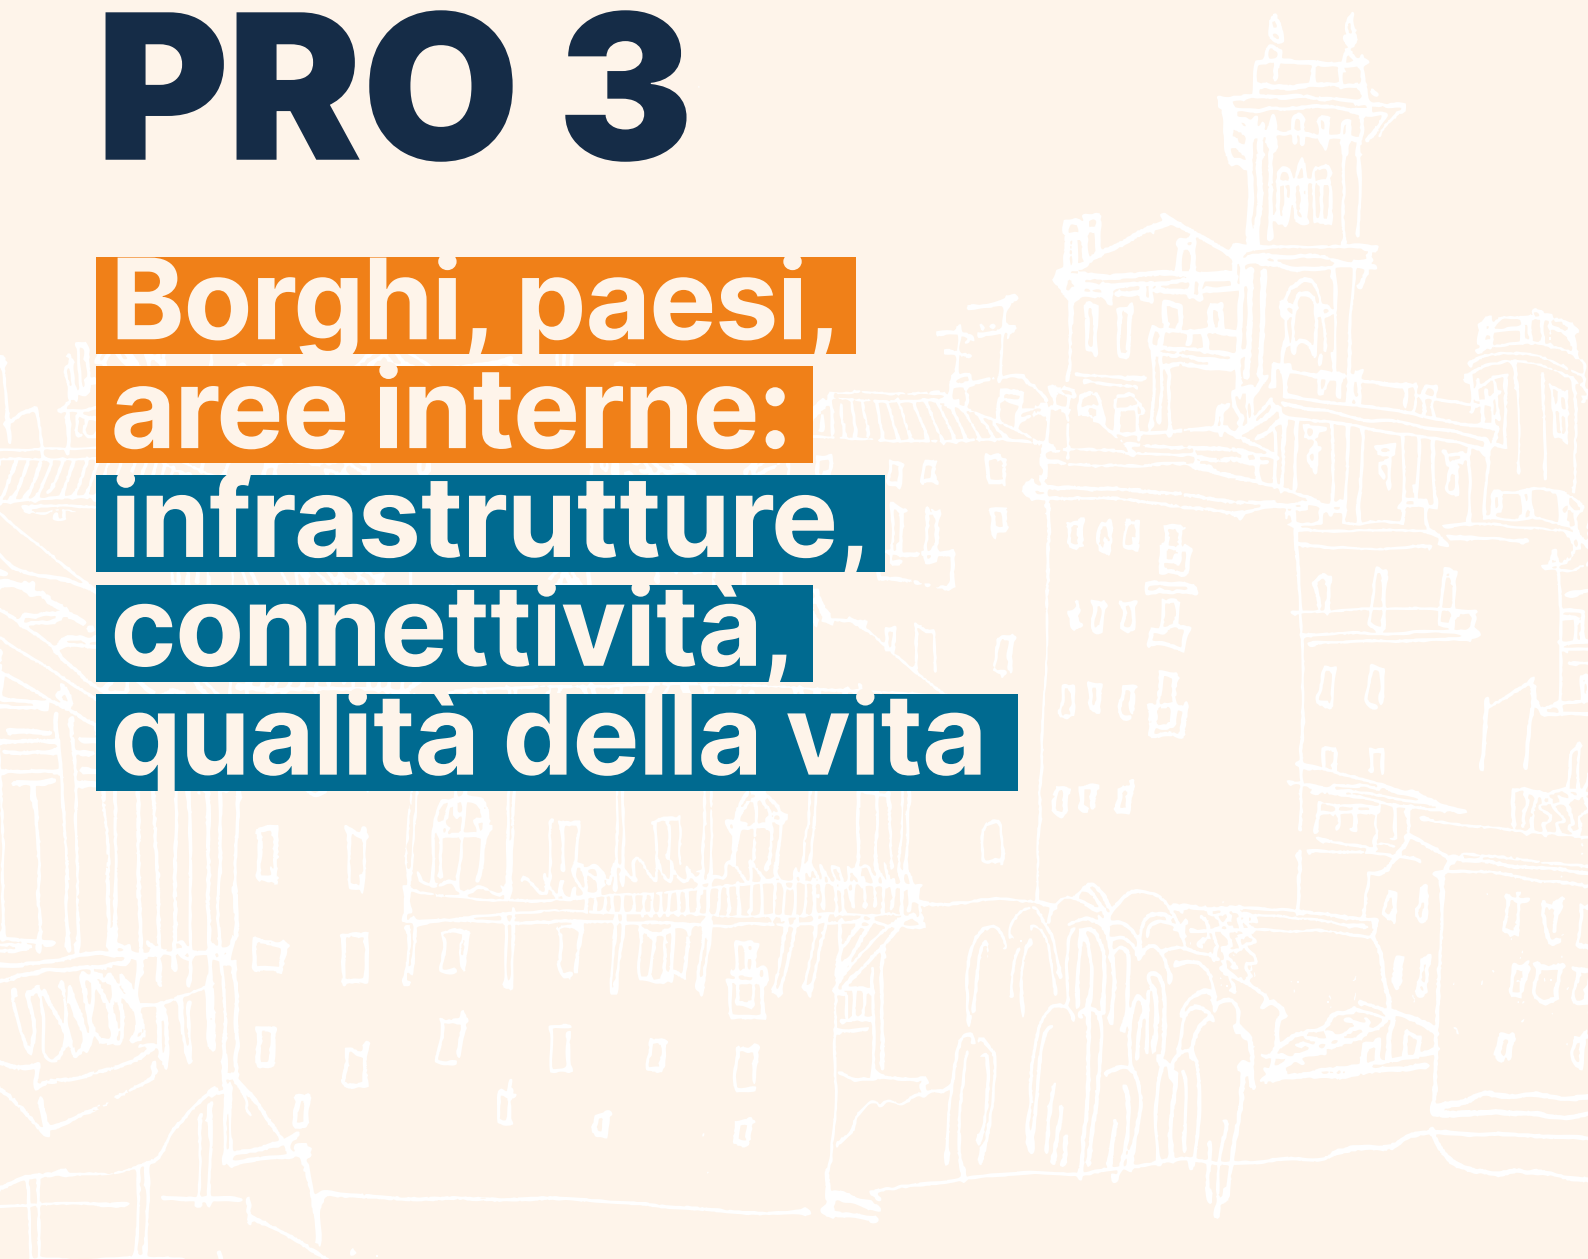 PRO 3
Borghi, paesi,
aree interne:
infrastrutture,
connettività,
qualità della vita